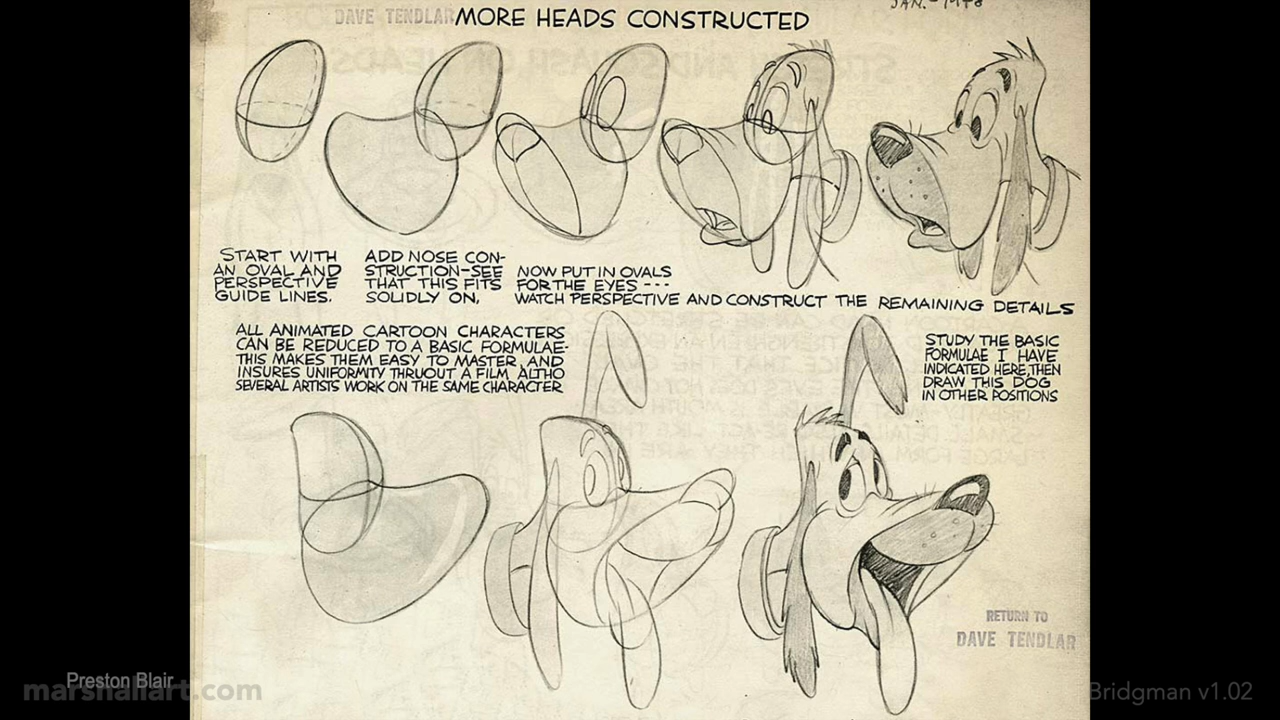 DAVE TENDLAR
MORE HEADS CONSTRUCTED
JAN. - 1948
START WITH
AN OVAL AND
PERSPECTIVE
GUIDE LINES.
ADD NOSE CON-
STRUCTION-SEE
THAT THIS FITS
SOLIDLY ON,
NOW PUT IN OVALS
FOR THE EYES ---
WATCH PERSPECTIVE AND CONSTRUCT THE REMAINING DETAILS
ALL ANIMATED CARTOON CHARACTERS
CAN BE REDUCED TO A BASIC FORMULAE-
THIS MAKES THEM EASY TO MASTER, AND
INSURES UNIFORMITY THRUOUT A FILM, ALTHO
SEVERAL ARTISTS WORK ON THE SAME CHARACTER
STUDY THE BASIC
FORMULAE I HAVE
INDICATED HERE, THEN
DRAW THIS DOG
IN OTHER POSITIONS
RETURN TO
DAVE TENDLAR
Preston Blair
marshallart.com
Bridgman v1.02